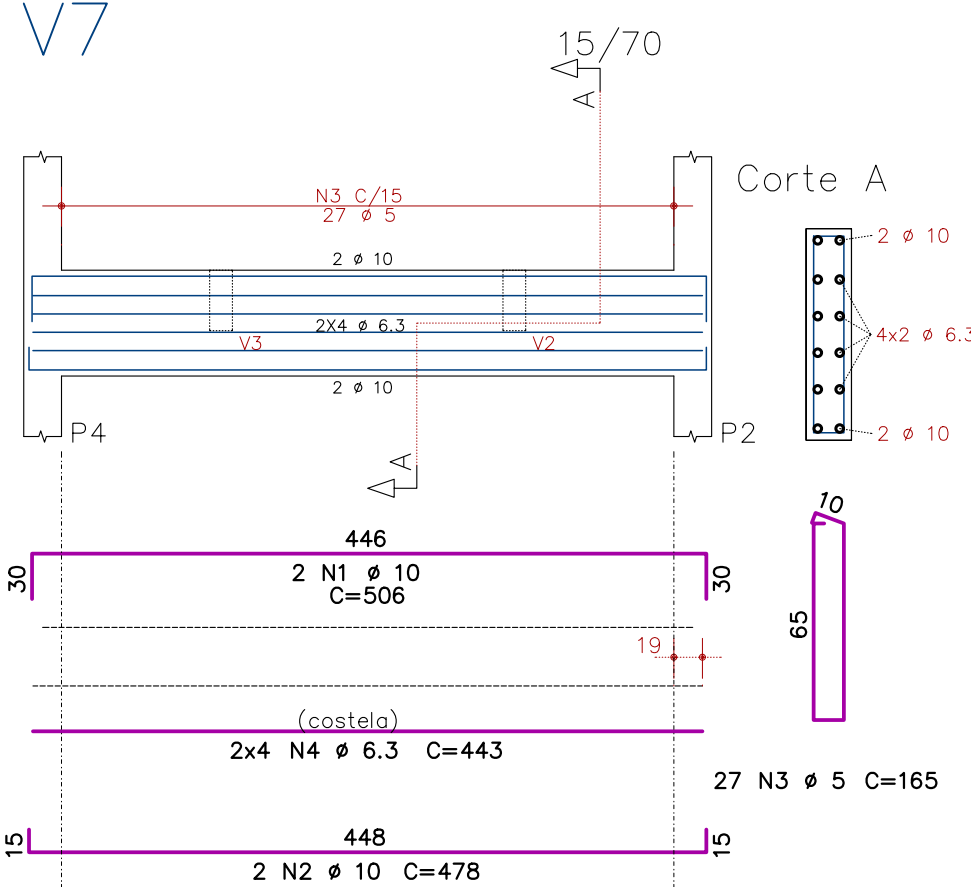 V7
15/70
A
Corte A
N3 C/15
27 ø 5
2 ø 10
2 ø 10
2X4 ø 6.3
4x2 ø 6.3
V3
V2
2 ø 10
P4
P2
2 ø 10
A
10
446
30
2 N1 ø 10
30
C=506
65
19
(costela)
2x4 N4 ø 6.3 C=443
27 N3 ø 5 C=165
15
448
15
2 N2 ø 10 C=478